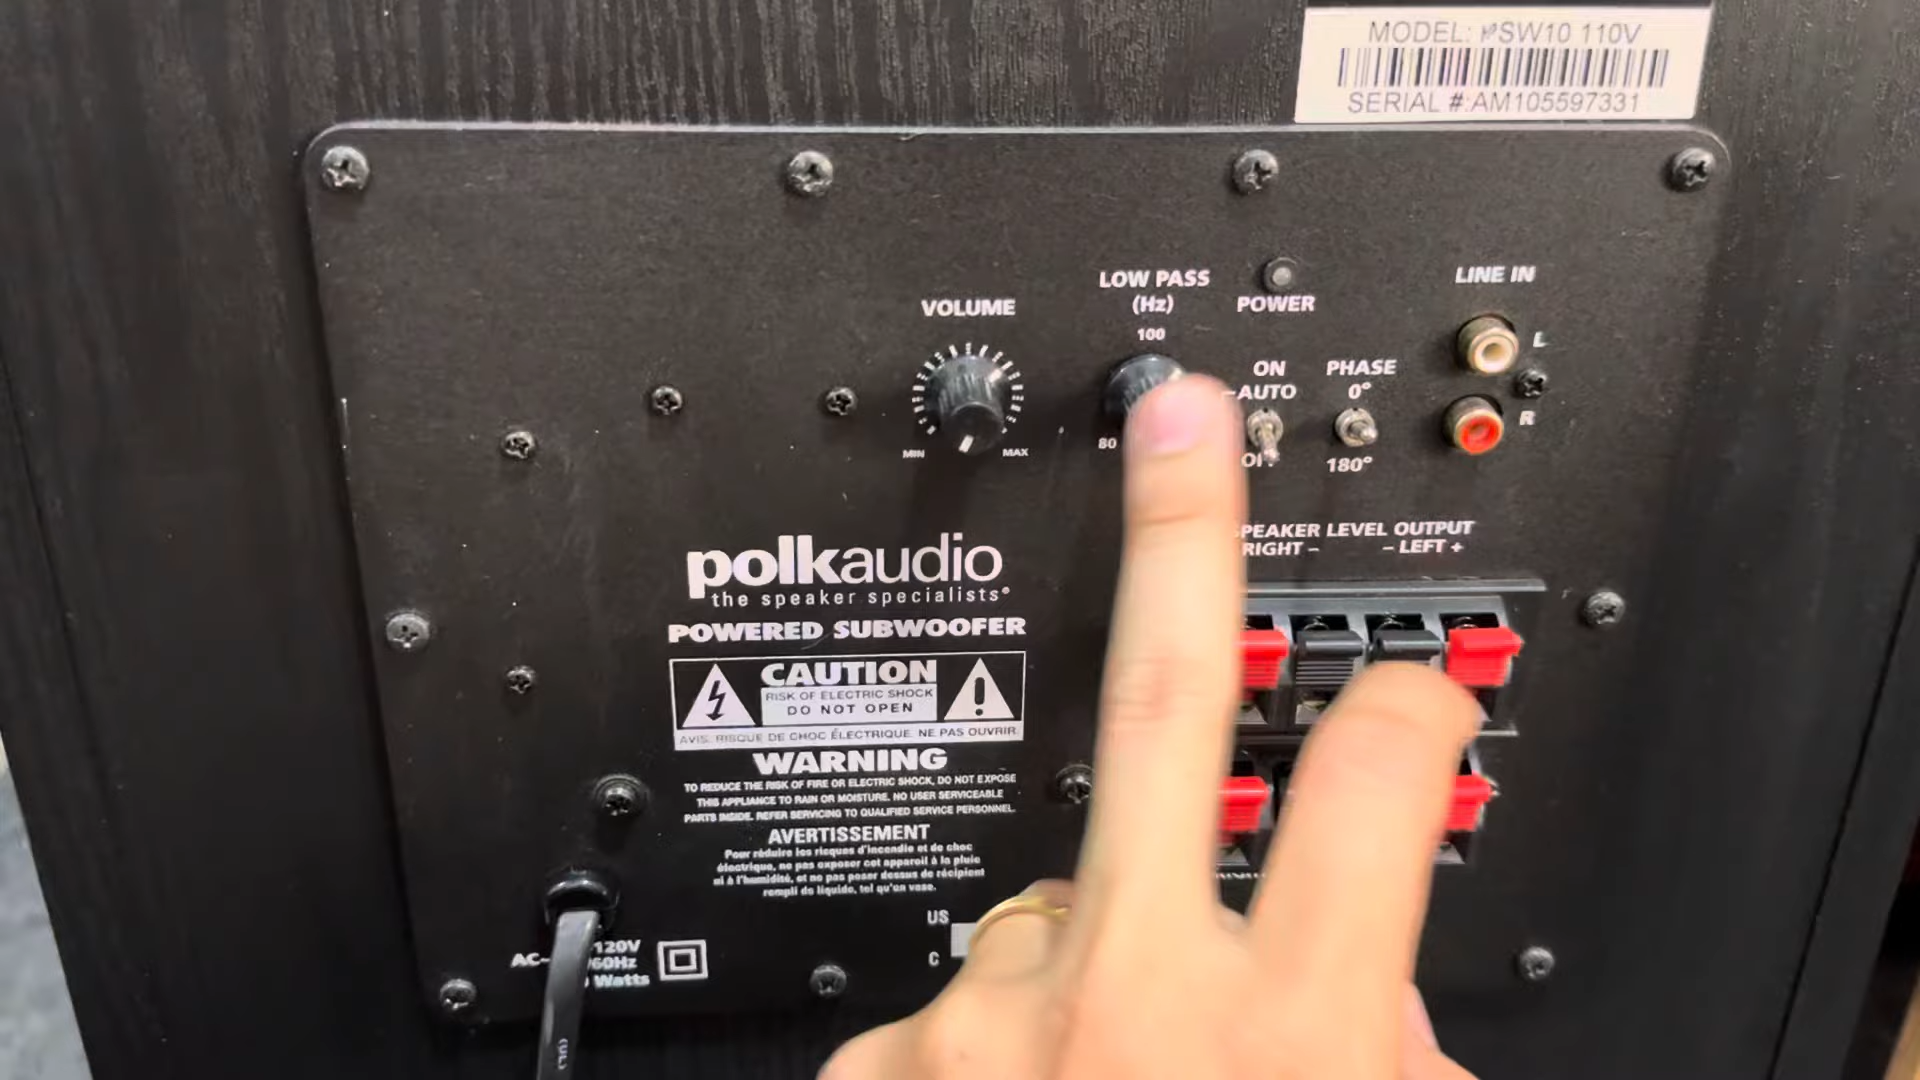 MODEL: PSW10 110V
SERIAL #:AM105597331
LINE IN
LOW PASS
(Hz)
POWER
VOLUME
100
L
ON
AUTO
PHASE
0°
R
80
MIN
MAX
180°
SPEAKER LEVEL OUTPUT
RIGHT –
– LEFT +
polkaudio
the speaker specialists®
POWERED SUBWOOFER
CAUTION
RISK OF ELECTRIC SHOCK
DO NOT OPEN
AVIS. RISQUE DE CHOC ÉLECTRIQUE. NE PAS OUVRIR.
WARNING
TO REDUCE THE RISK OF FIRE OR ELECTRIC SHOCK, DO NOT EXPOSE
THIS APPLIANCE TO RAIN OR MOISTURE. NO USER SERVICEABLE
PARTS INSIDE. REFER SERVICING TO QUALIFIED SERVICE PERSONNEL.
AVERTISSEMENT
Pour réduire les risques d'incendie et de choc
électrique, ne pas exposer cet appareil à la pluie
ni à l'humidité, et ne pas poser dessus de récipient
rempli de liquide, tel qu'un vase.
US
C
120V
AC~
/60Hz
Watts
(UL)